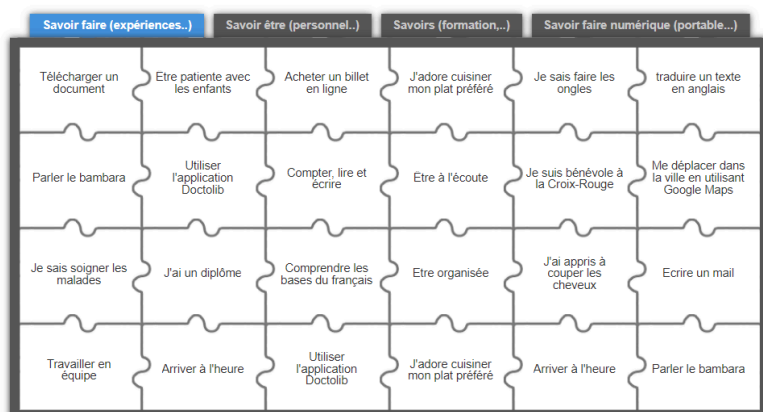 Savoir faire (expériences..)
Savoir être (personnel..)
Savoirs (formation,..)
Savoir faire numérique (portable...)
Télécharger un
document
Etre patiente avec
les enfants
Acheter un billet
en ligne
J'adore cuisiner
mon plat préféré
Je sais faire les
ongles
traduire un texte
en anglais
Parler le bambara
Utiliser
l'application
Doctolib
Compter, lire et
écrire
Être à l'écoute
Je suis bénévole à
la Croix-Rouge
Me déplacer dans
la ville en utilisant
Google Maps
Je sais soigner les
malades
J'ai un diplôme
Comprendre les
bases du français
Etre organisée
J'ai appris à
couper les
cheveux
Ecrire un mail
Travailler en
équipe
Arriver à l'heure
Utiliser
l'application
Doctolib
J'adore cuisiner
mon plat préféré
Arriver à l'heure
Parler le bambara